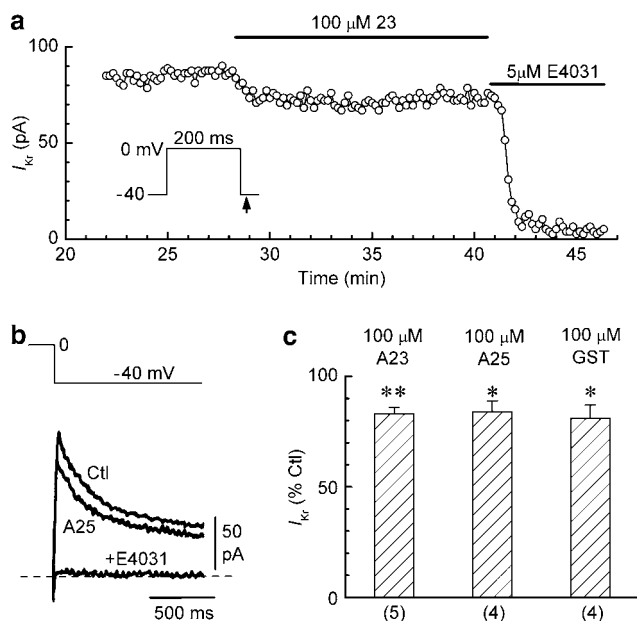 a
100 μM 23
5μM E4031
I_Kr (pA)
100
50
0
200 ms
0 mV
-40
20 25 30 35 40 45
Time (min)
b
0
-40 mV
Ctl
A25
+E4031
50
pA
500 ms
c
100 μM 100 μM 100 μM
A23 A25 GST
** * *
I_Kr (% Ctl)
100
50
0
(5) (4) (4)